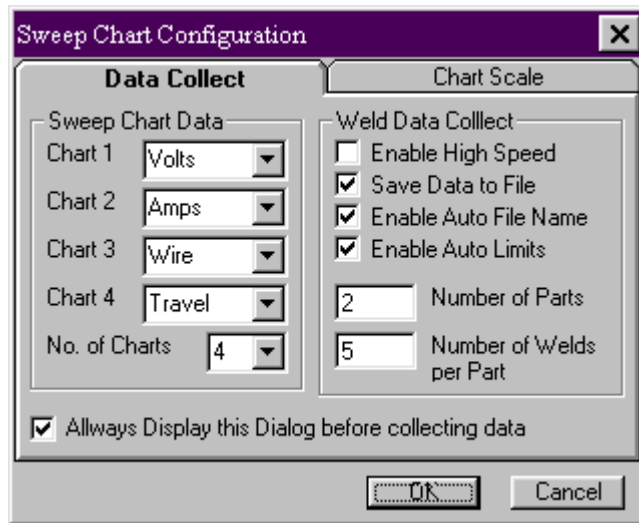 Sweep Chart Configuration
Data Collect
Chart Scale
Sweep Chart Data
Chart 1 Volts
Chart 2 Amps
Chart 3 Wire
Chart 4 Travel
No. of Charts 4
Weld Data Colllect
Enable High Speed
Save Data to File
Enable Auto File Name
Enable Auto Limits
2 Number of Parts
5 Number of Welds
per Part
Allways Display this Dialog before collecting data
OK
Cancel